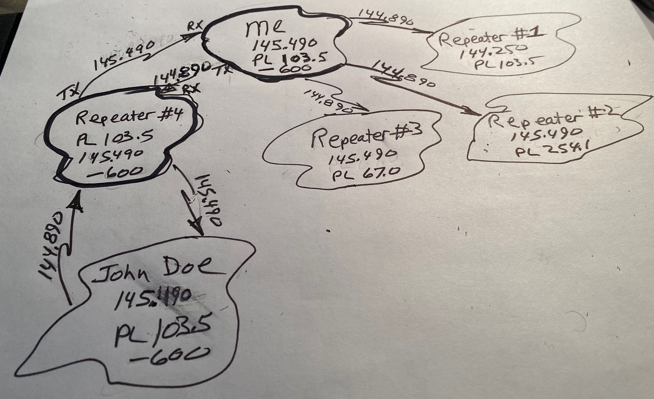 me
145.490
PL 103.5
- 600
RX
145.490
TX
144.890
TX
RX
144.890
Repeater #1
144.250
PL 103.5
144.890
Repeater #2
145.490
PL 254.1
144.890
Repeater #3
145.490
PL 67.0
Repeater #4
PL 103.5
145.490
-600
144.890
145.490
John Doe
145.490
PL 103.5
-600